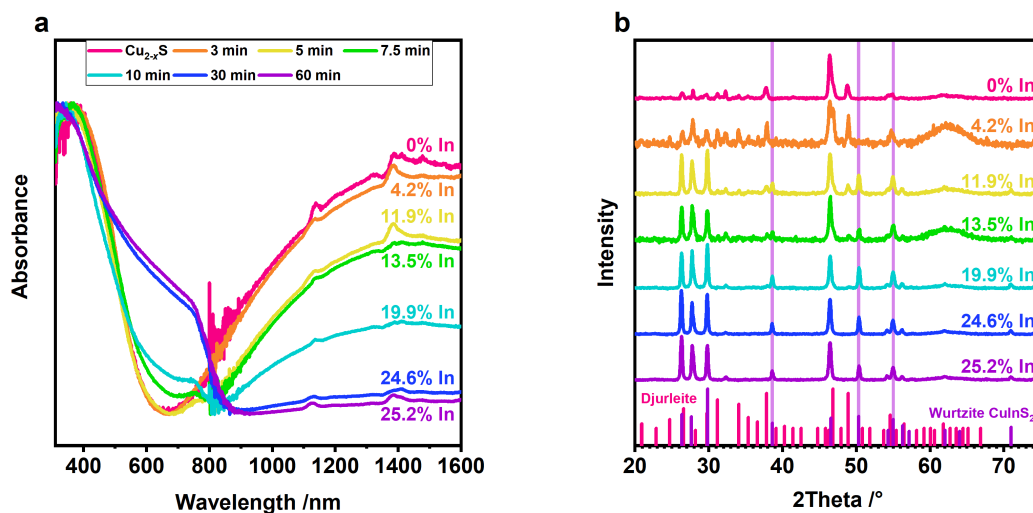 a
Cu2-xS 3 min 5 min 7.5 min
10 min 30 min 60 min
0% In
4.2% In
11.9% In
13.5% In
19.9% In
24.6% In
25.2% In
Absorbance
400 600 800 1000 1200 1400 1600
Wavelength /nm
b
0% In
4.2% In
11.9% In
13.5% In
19.9% In
24.6% In
25.2% In
Djurleite
Wurtzite CuInS2
Intensity
20 30 40 50 60 70
2Theta /°